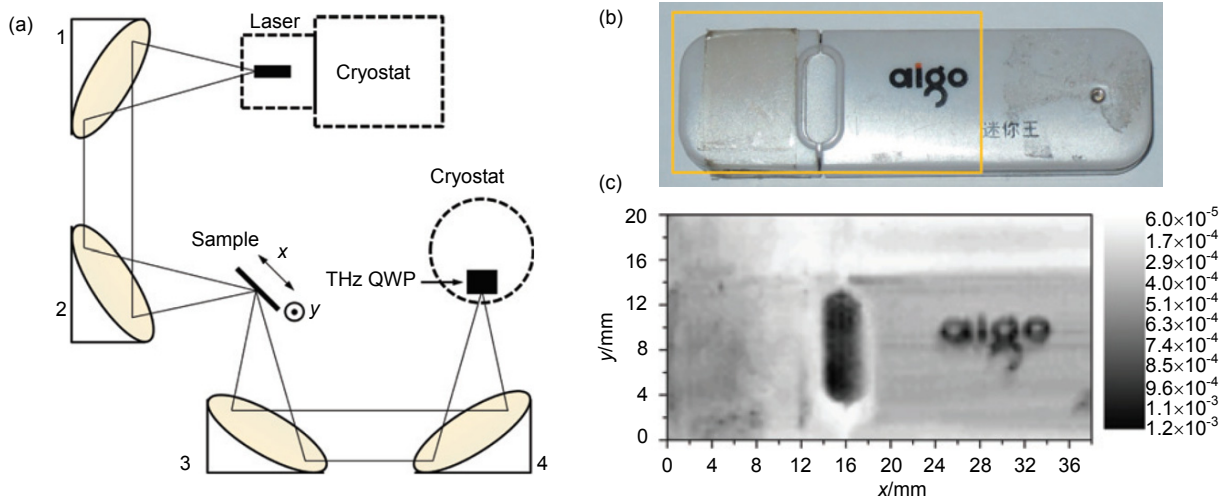 (a)
1
Laser
Cryostat
Cryostat
Sample
x
THz QWP
y
2
3
4
(b)
aigo
迷你王
(c)
20
16
12
8
4
0
y/mm
0
4
8
12
16
20
24
28
32
36
x/mm
aigo
6.0×10⁻⁵
1.7×10⁻⁴
2.9×10⁻⁴
4.0×10⁻⁴
5.1×10⁻⁴
6.3×10⁻⁴
7.4×10⁻⁴
8.5×10⁻⁴
9.6×10⁻⁴
1.1×10⁻³
1.2×10⁻³